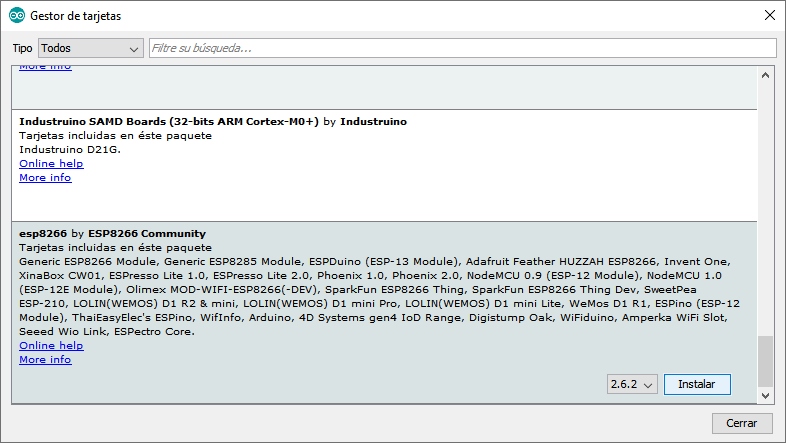 Gestor de tarjetas
Tipo Todos Filtre su búsqueda...
More info
Industruino SAMD Boards (32-bits ARM Cortex-M0+) by Industruino
Tarjetas incluidas en éste paquete
Industruino D21G.
Online help
More info
esp8266 by ESP8266 Community
Tarjetas incluidas en éste paquete
Generic ESP8266 Module, Generic ESP8285 Module, ESPDuino (ESP-13 Module), Adafruit Feather HUZZAH ESP8266, Invent One,
XinaBox CW01, ESPresso Lite 1.0, ESPresso Lite 2.0, Phoenix 1.0, Phoenix 2.0, NodeMCU 0.9 (ESP-12 Module), NodeMCU 1.0
(ESP-12E Module), Olimex MOD-WIFI-ESP8266(-DEV), SparkFun ESP8266 Thing, SparkFun ESP8266 Thing Dev, SweetPea
ESP-210, LOLIN(WEMOS) D1 R2 & mini, LOLIN(WEMOS) D1 mini Pro, LOLIN(WEMOS) D1 mini Lite, WeMos D1 R1, ESPino (ESP-12
Module), ThaiEasyElec's ESPino, WifInfo, Arduino, 4D Systems gen4 IoD Range, Digistump Oak, WiFiduino, Amperka WiFi Slot,
Seeed Wio Link, ESPectro Core.
Online help
More info
2.6.2 Instalar
Cerrar